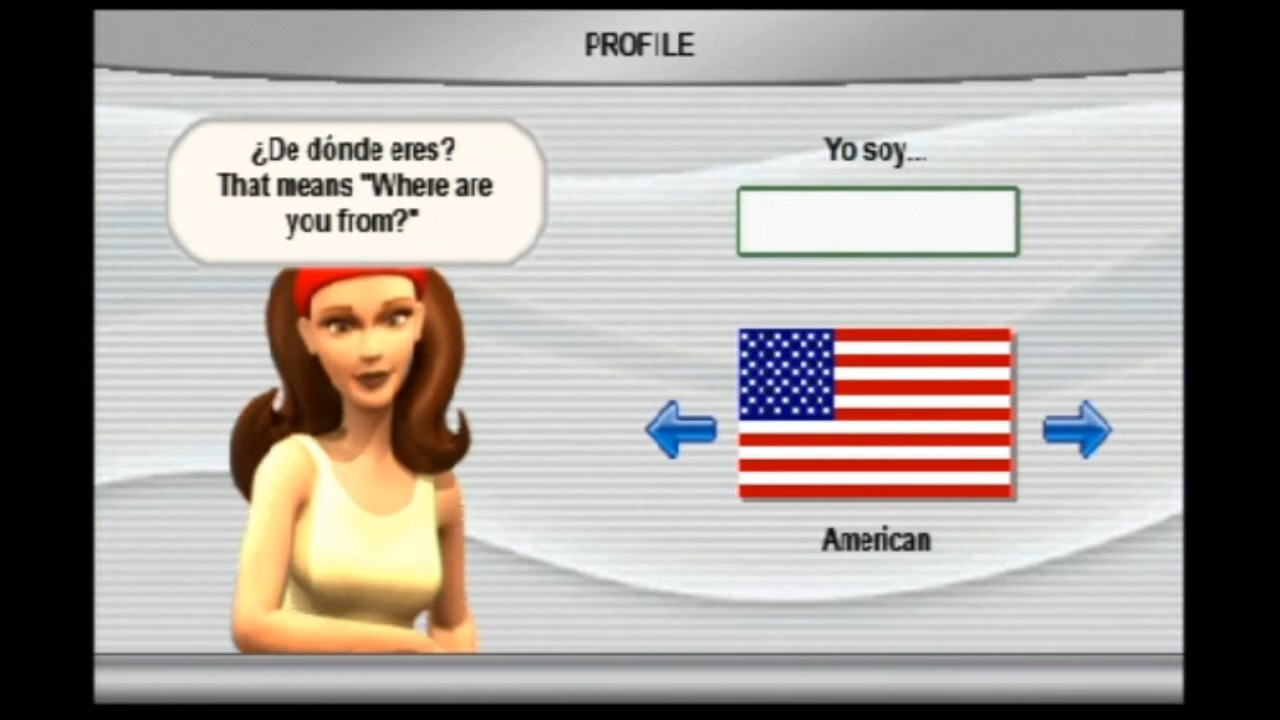 PROFILE
¿De dónde eres?
That means "Where are
you from?"
Yo soy...
American